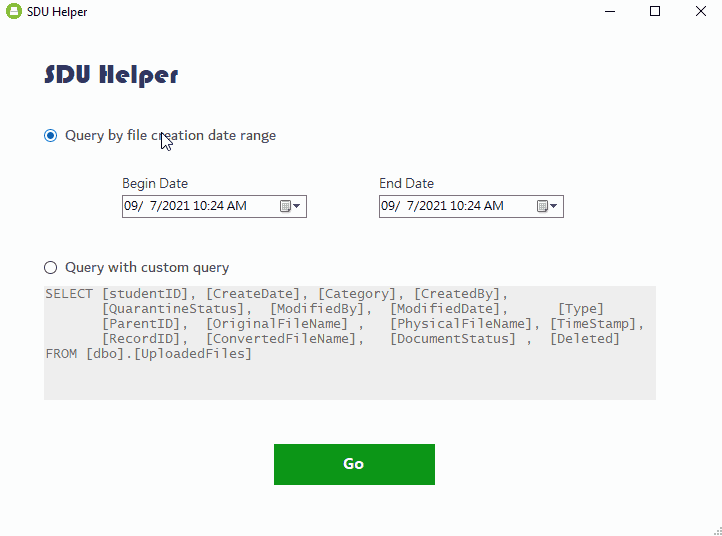 SDU Helper
SDU Helper
Query by file creation date range
Begin Date End Date
09/ 7/2021 10:24 AM 09/ 7/2021 10:24 AM
Query with custom query
SELECT [studentID], [CreateDate], [Category], [CreatedBy],
[QuarantineStatus], [ModifiedBy], [ModifiedDate], [Type]
[ParentID], [OriginalFileName] , [PhysicalFileName], [TimeStamp],
[RecordID], [ConvertedFileName], [DocumentStatus] , [Deleted]
FROM [dbo].[UploadedFiles]
Go